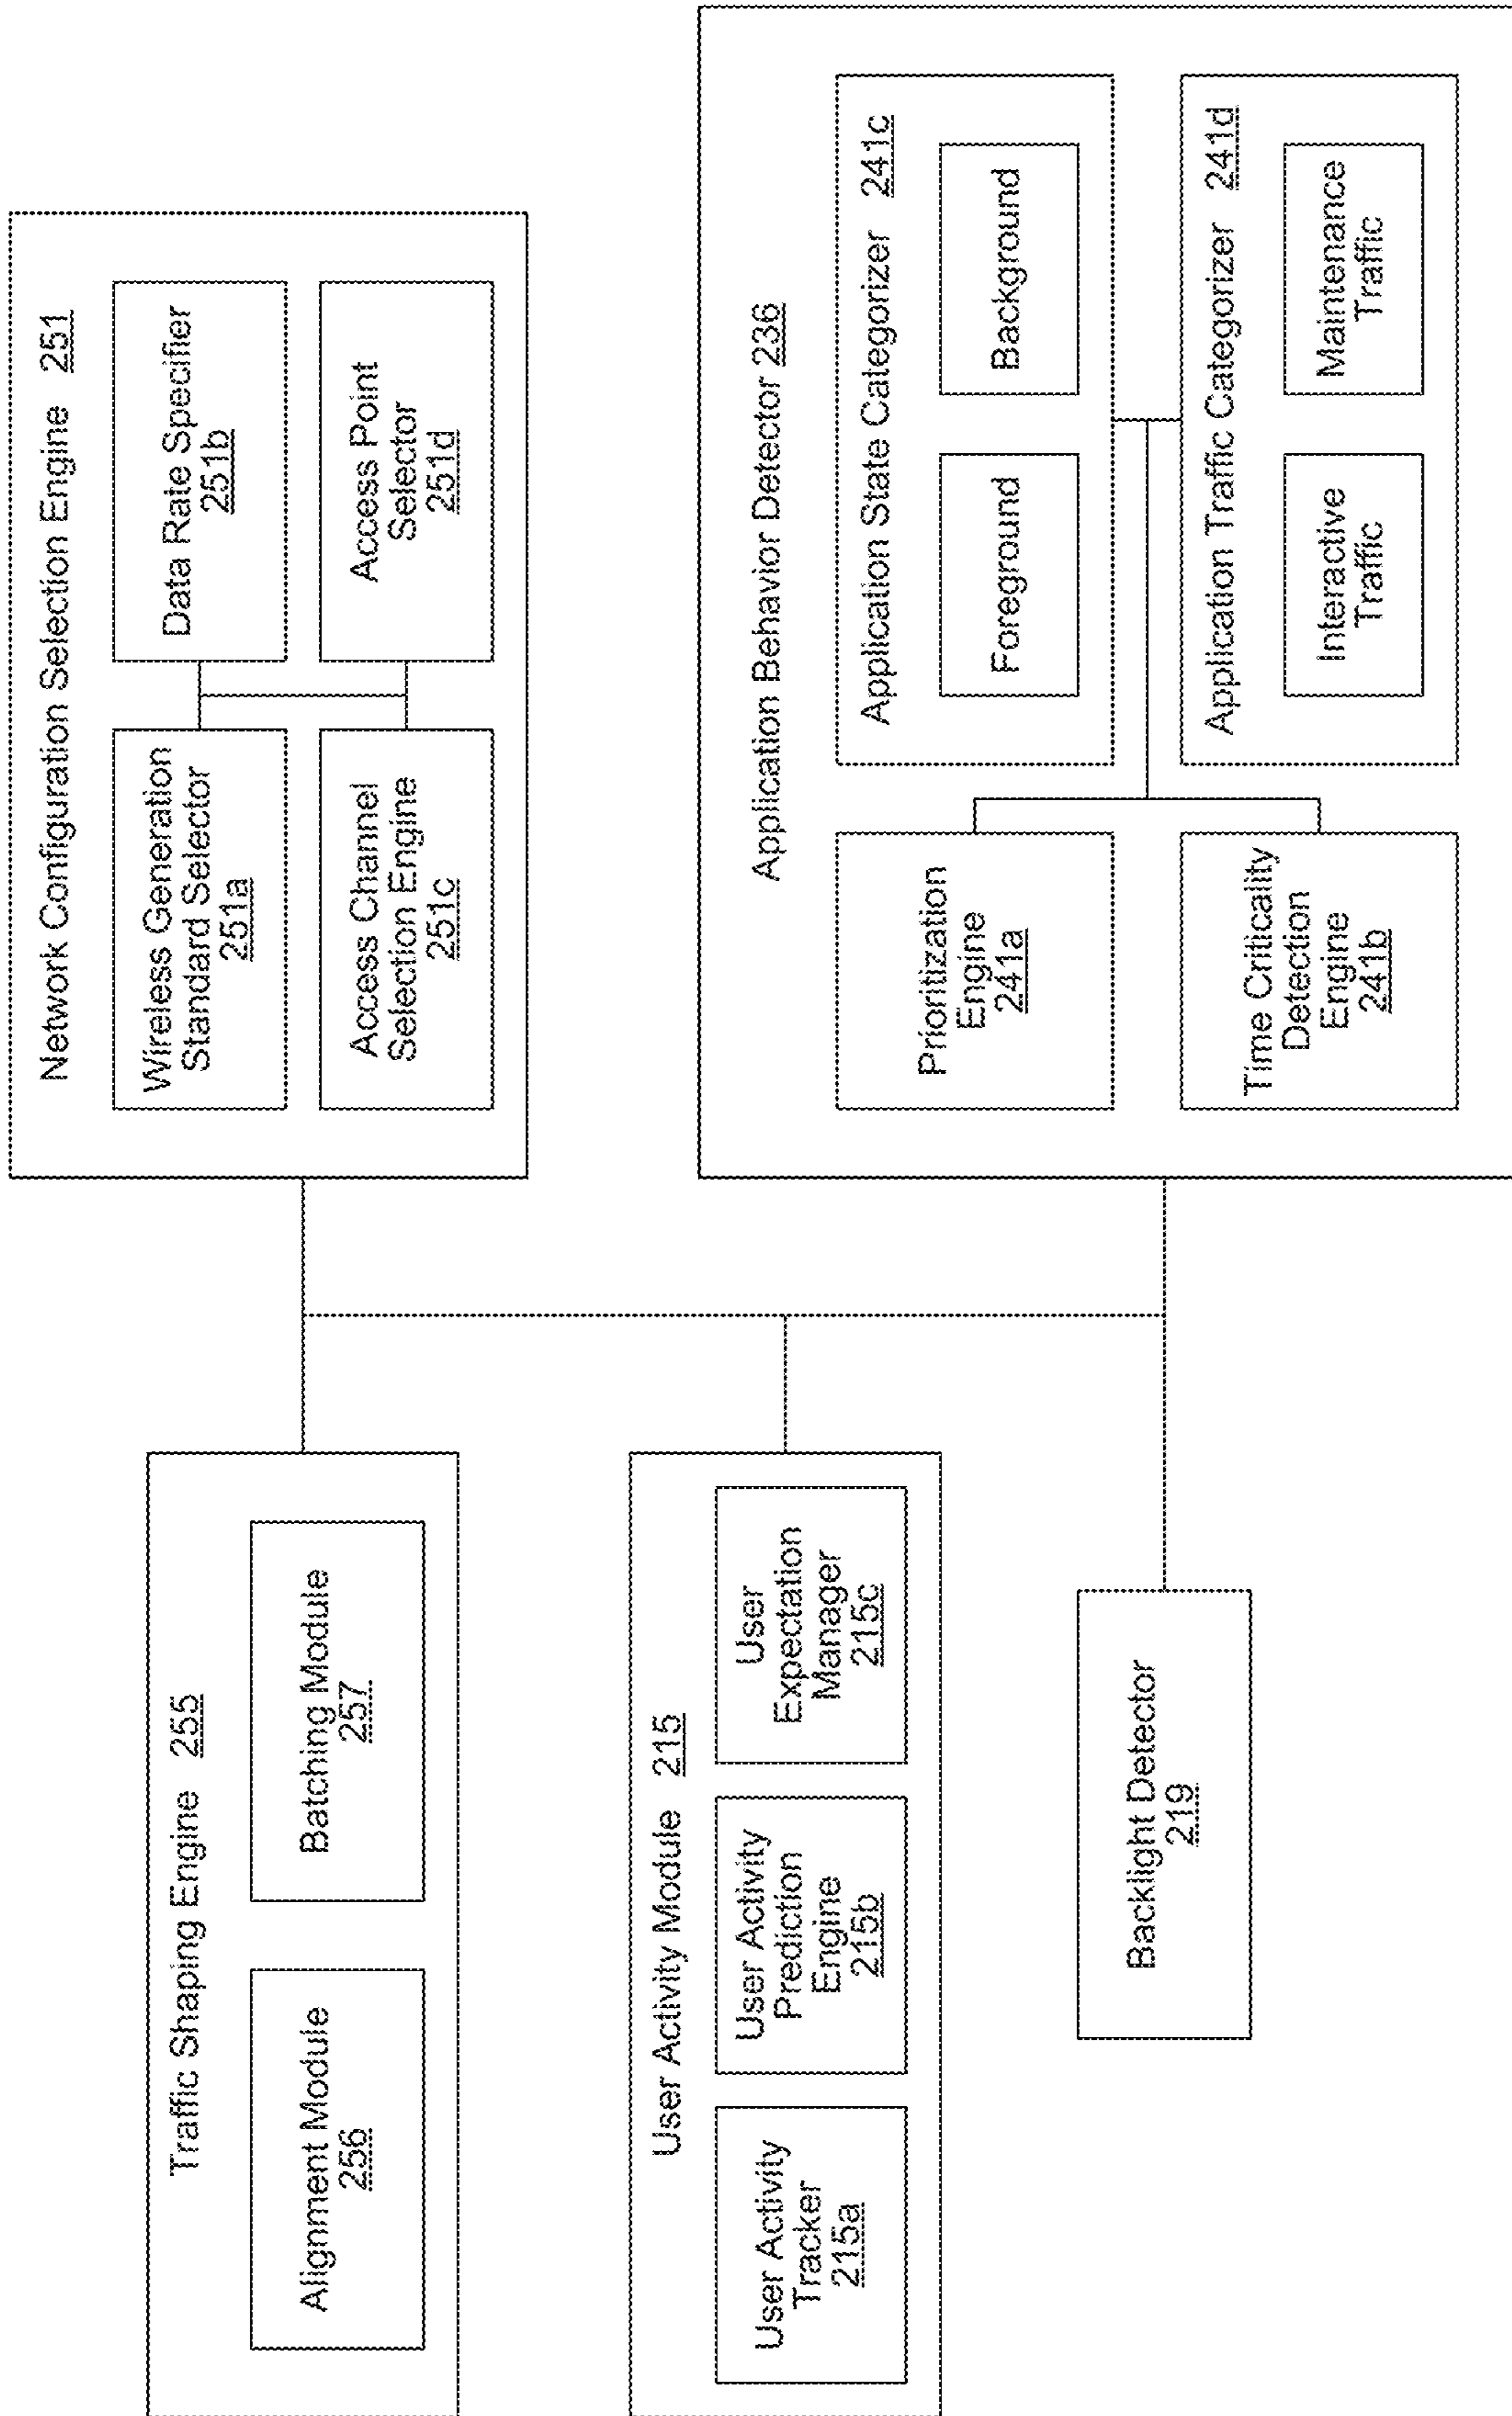 Traffic Shaping Engine 255
Alignment Module
256
Batching Module
257
Network Configuration Selection Engine 251
Wireless Generation
Standard Selector
251a
Data Rate Specifier
251b
Access Channel
Selection Engine
251c
Access Point
Selector
251d
User Activity Module 215
User Activity
Tracker
215a
User Activity
Prediction
Engine
215b
User
Expectation
Manager
215c
Backlight Detector
219
Application Behavior Detector 236
Prioritization
Engine
241a
Time Criticality
Detection
Engine
241b
Application State Categorizer 241c
Foreground
Background
Application Traffic Categorizer 241d
Interactive
Traffic
Maintenance
Traffic